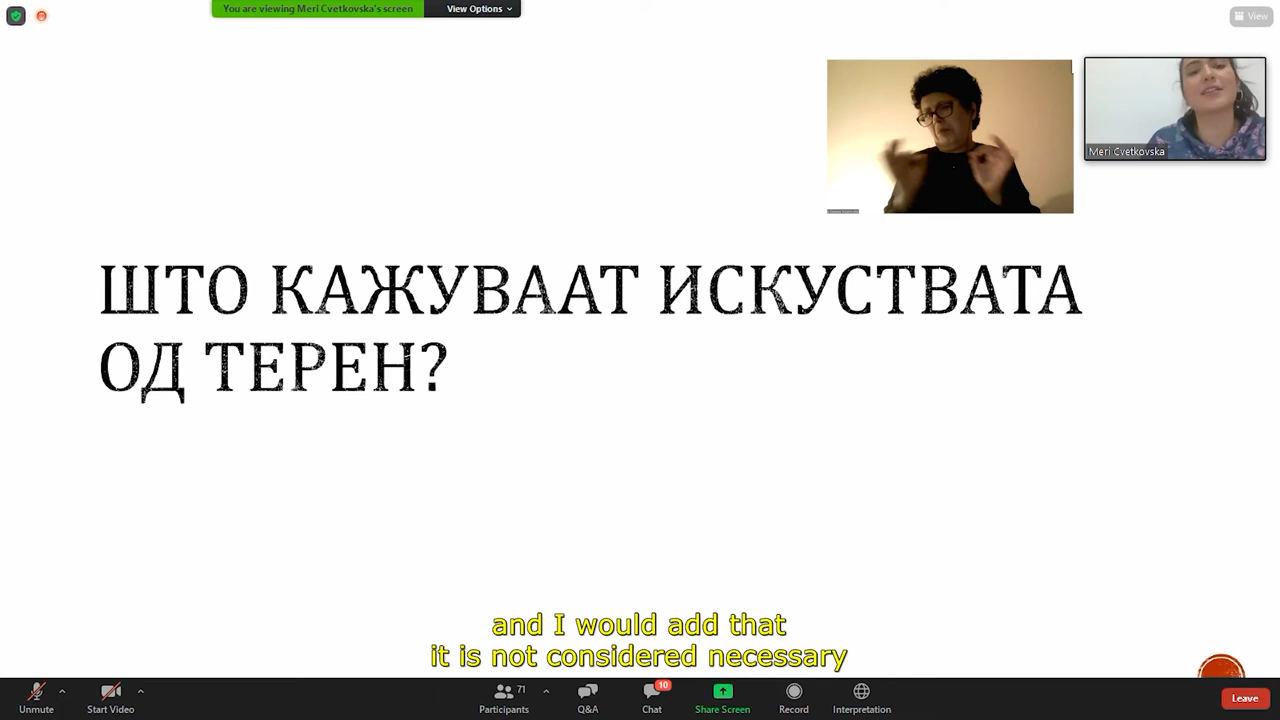 You are viewing Meri Cvetkovska's screen
View Options
View
Meri Cvetkovska
ШТО КАЖУВААТ ИСКУСТВАТА
ОД ТЕРЕН?
and I would add that
it is not considered necessary
Unmute
Start Video
71
Participants
Q&A
10
Chat
Share Screen
Record
Interpretation
Leave